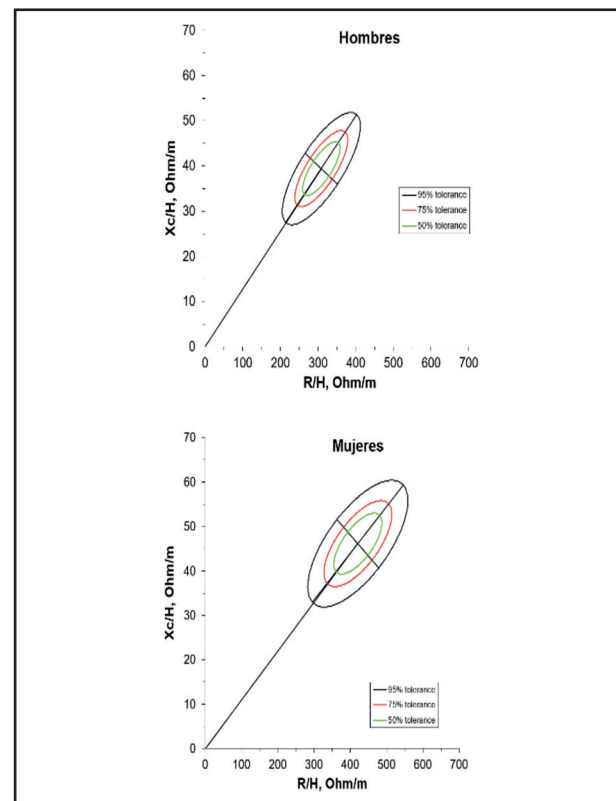 Hombres
70
60
50
40
30
20
10
0
Xc/H, Ohm/m
95% tolerance
75% tolerance
50% tolerance
0 100 200 300 400 500 600 700
R/H, Ohm/m
Mujeres
70
60
50
40
30
20
10
0
Xc/H, Ohm/m
95% tolerance
75% tolerance
50% tolerance
0 100 200 300 400 500 600 700
R/H, Ohm/m